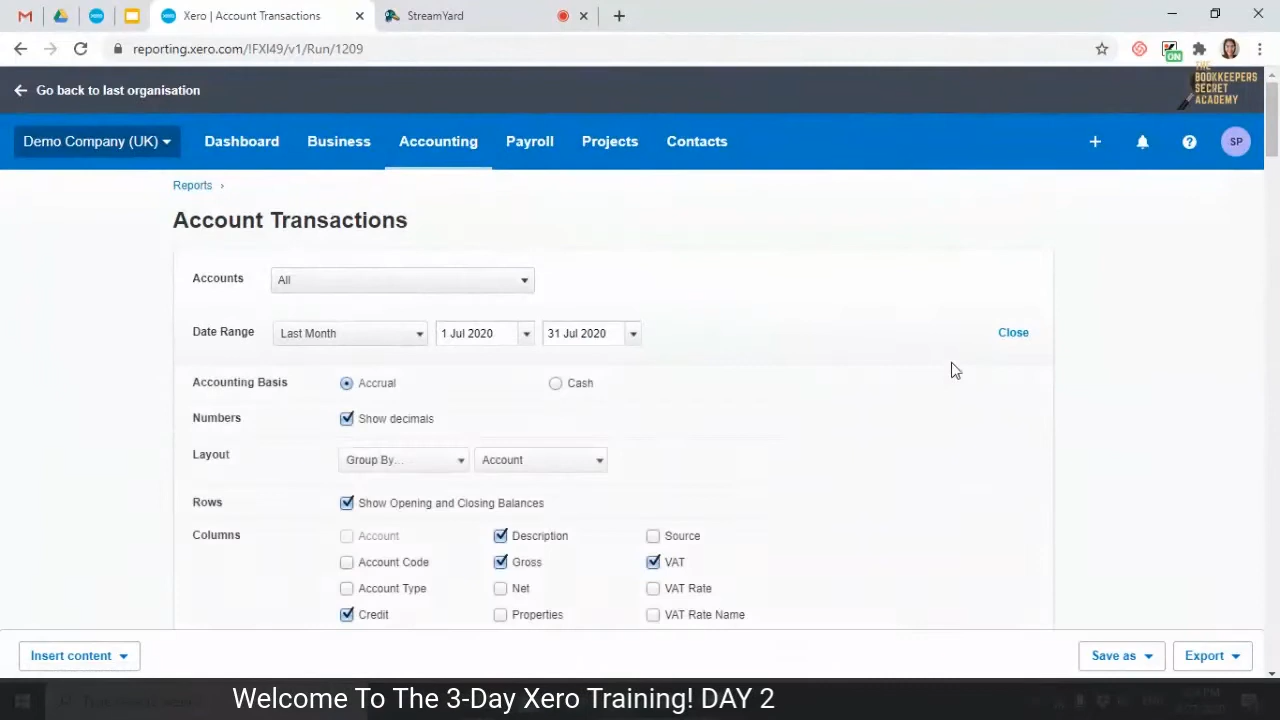 Xero | Account Transactions
StreamYard
reporting.xero.com/!FXl49/v1/Run/1209
ON
THE
BOOKKEEPERS
SECRET
ACADEMY
Go back to last organisation
Demo Company (UK)
Dashboard
Business
Accounting
Payroll
Projects
Contacts
SP
Reports
Account Transactions
Accounts
All
Date Range
Last Month
1 Jul 2020
31 Jul 2020
Close
Accounting Basis
Accrual
Cash
Numbers
Show decimals
Layout
Group By...
Account
Rows
Show Opening and Closing Balances
Columns
Account
Description
Source
Account Code
Gross
VAT
Account Type
Net
VAT Rate
Credit
Properties
VAT Rate Name
Insert content
Save as
Export
Welcome To The 3-Day Xero Training! DAY 2